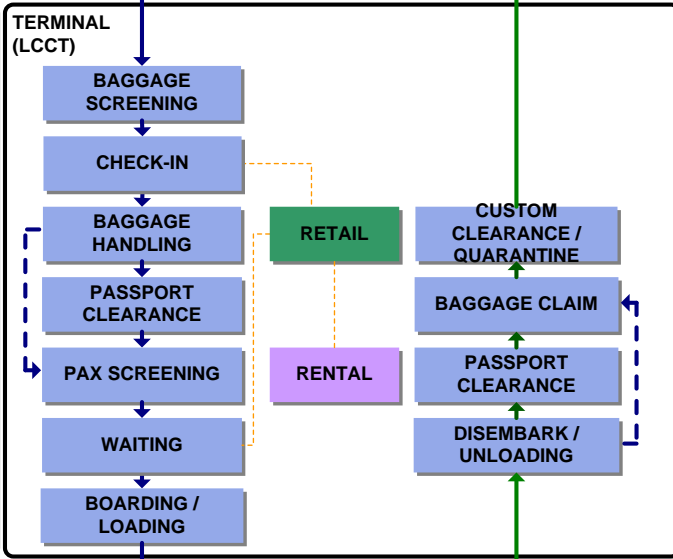 TERMINAL
(LCCT)
BAGGAGE
SCREENING
CHECK-IN
BAGGAGE
HANDLING
PASSPORT
CLEARANCE
PAX SCREENING
WAITING
BOARDING /
LOADING
RETAIL
RENTAL
CUSTOM
CLEARANCE /
QUARANTINE
BAGGAGE CLAIM
PASSPORT
CLEARANCE
DISEMBARK /
UNLOADING